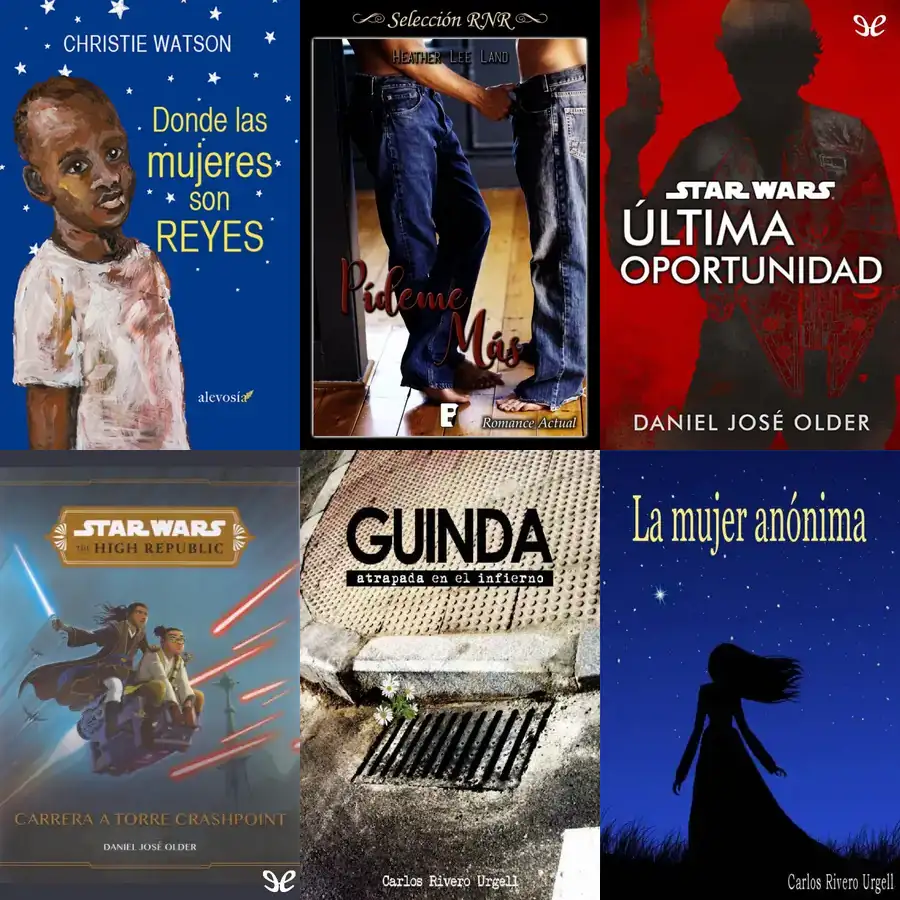 CHRISTIE WATSON
Donde las
mujeres
son
REYES
alevosía
Selección RNR
HEATHER LEE LAND
Pídeme
Más
B
Romance Actual
STAR WARS
ÚLTIMA
OPORTUNIDAD
DANIEL JOSÉ OLDER
STAR WARS
THE HIGH REPUBLIC
CARRERA A TORRE CRASHPOINT
DANIEL JOSÉ OLDER
GUINDA
atrapada en el infierno
Carlos Rivero Urgell
La mujer anónima
Carlos Rivero Urgell